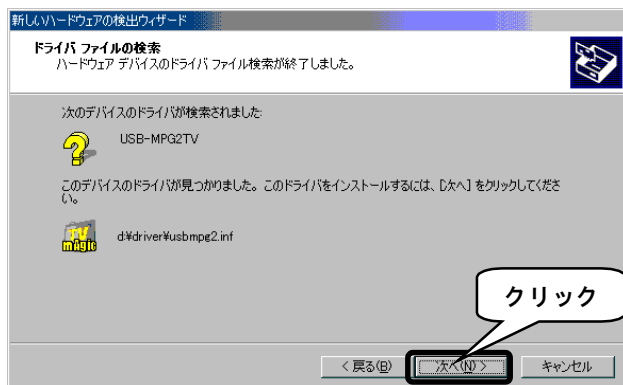 新しいハードウェアの検出ウィザード
ドライバ ファイルの検索
ハードウェア デバイスのドライバ ファイル検索が終了しました。
次のデバイスのドライバが検索されました:
USB-MPG2TV
このデバイスのドライバが見つかりました。このドライバをインストールするには、[次へ] をクリックしてくださ
い。
TV
magic
d:¥driver¥usbmpg2.inf
クリック
< 戻る(B)
次へ(N) >
キャンセル